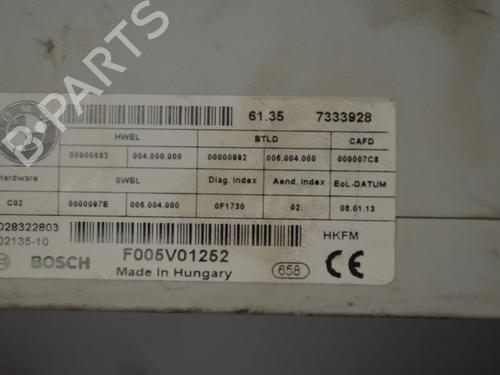 61.35 7333928
HWEL BTLD CAFD
004.000.000 00000992 006.004.000 000007C8
Hardware SWEL Diag. Index Aend. Index EoL-DATUM
C02 0000097E 006.004.000 0F1730 02. 08.01.13
028322803
02135-10 HKFM
BOSCH F005V01252
Made in Hungary 658 CE
B-PARTS